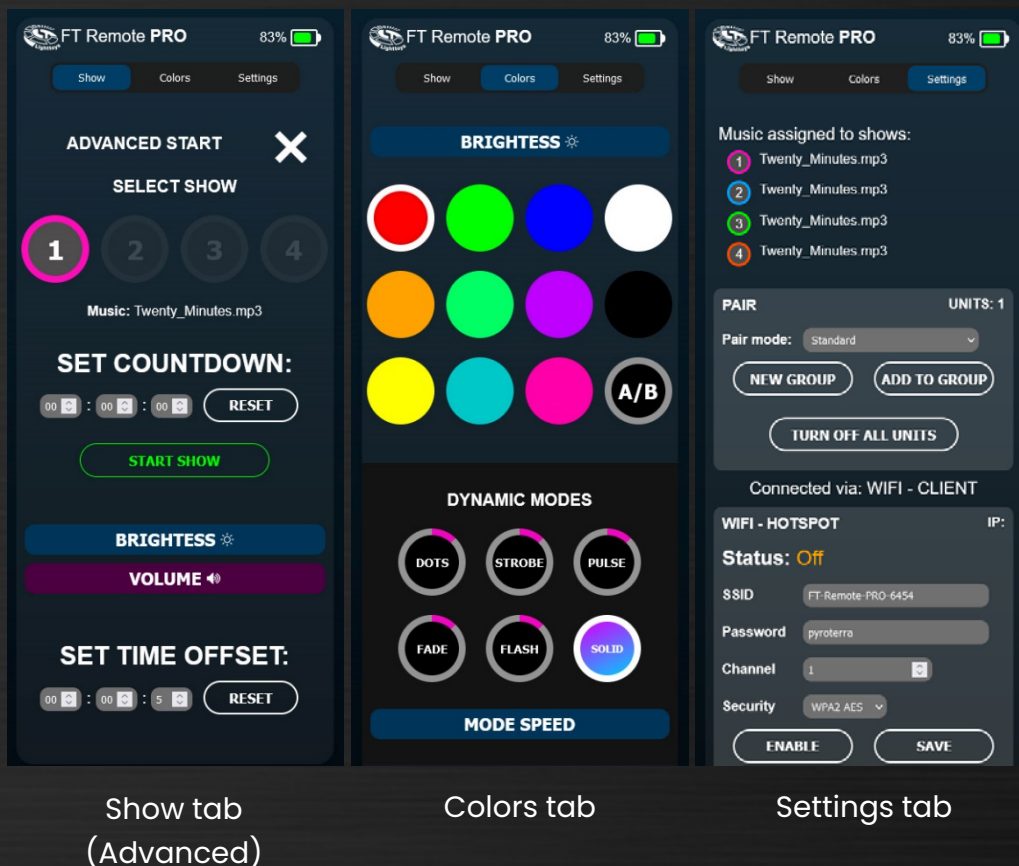 FT Remote PRO 83%
Show Colors Settings
ADVANCED START
SELECT SHOW
1 2 3 4
Music: Twenty_Minutes.mp3
SET COUNTDOWN:
00 : 00 : 00 RESET
START SHOW
BRIGHTESS
VOLUME
SET TIME OFFSET:
00 : 00 : 5 RESET
Show tab
(Advanced)
FT Remote PRO 83%
Show Colors Settings
BRIGHTESS
A/B
DYNAMIC MODES
DOTS STROBE PULSE
FADE FLASH SOLID
MODE SPEED
Colors tab
FT Remote PRO 83%
Show Colors Settings
Music assigned to shows:
1 Twenty_Minutes.mp3
2 Twenty_Minutes.mp3
3 Twenty_Minutes.mp3
4 Twenty_Minutes.mp3
PAIR UNITS: 1
Pair mode: Standard
NEW GROUP ADD TO GROUP
TURN OFF ALL UNITS
Connected via: WIFI - CLIENT
WIFI - HOTSPOT IP:
Status: Off
SSID FT-Remote-PRO-6454
Password pyroterra
Channel 1
Security WPA2 AES
ENABLE SAVE
Settings tab